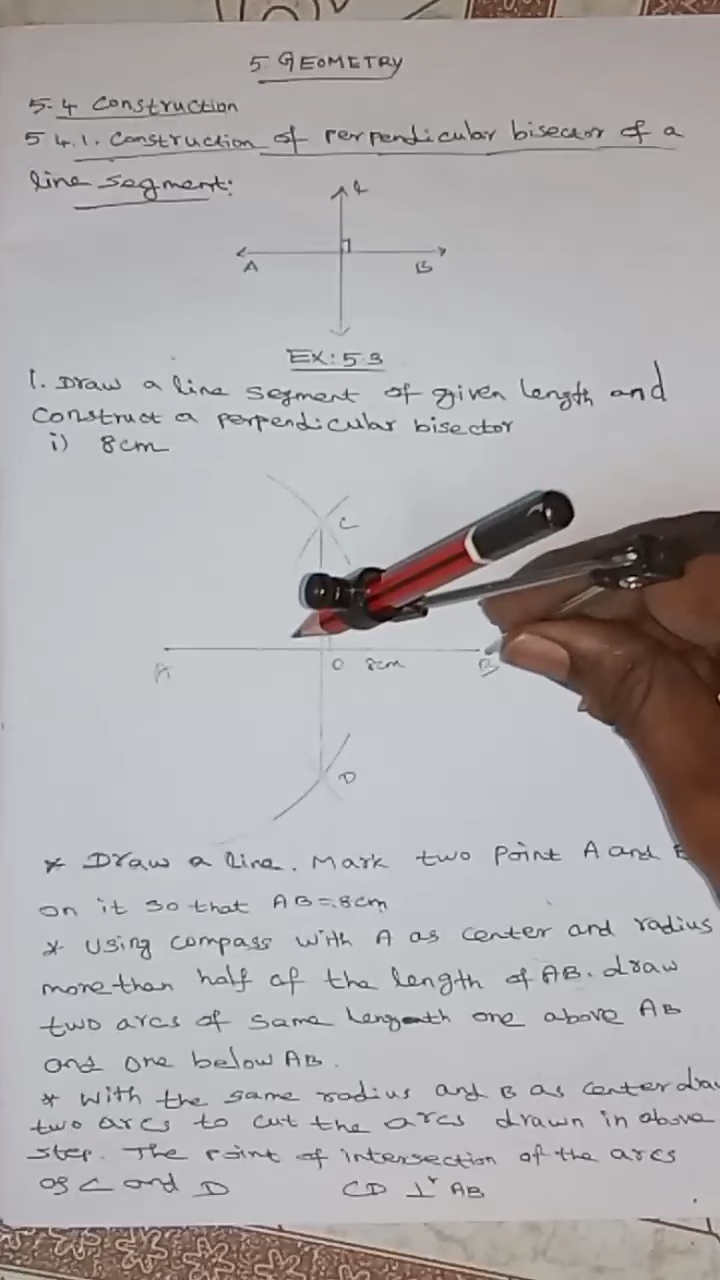 5. GEOMETRY
5.4 Construction
5 4.1. Construction of perpendicular bisector of a
line segment:
A B
EX: 5.3
1. Draw a line segment of given length and
construct a perpendicular bisector
i) 8cm
C
A O 8cm B
D
* Draw a line. Mark two point A and B
on it so that AB=8cm
* Using compass with A as center and radius
more than half of the length of AB. draw
two arcs of same length one above AB
and one below AB.
* With the same radius and B as center draw
two arcs to cut the arcs drawn in above
step. The point of intersection of the arcs
as C and D CD ⊥r AB